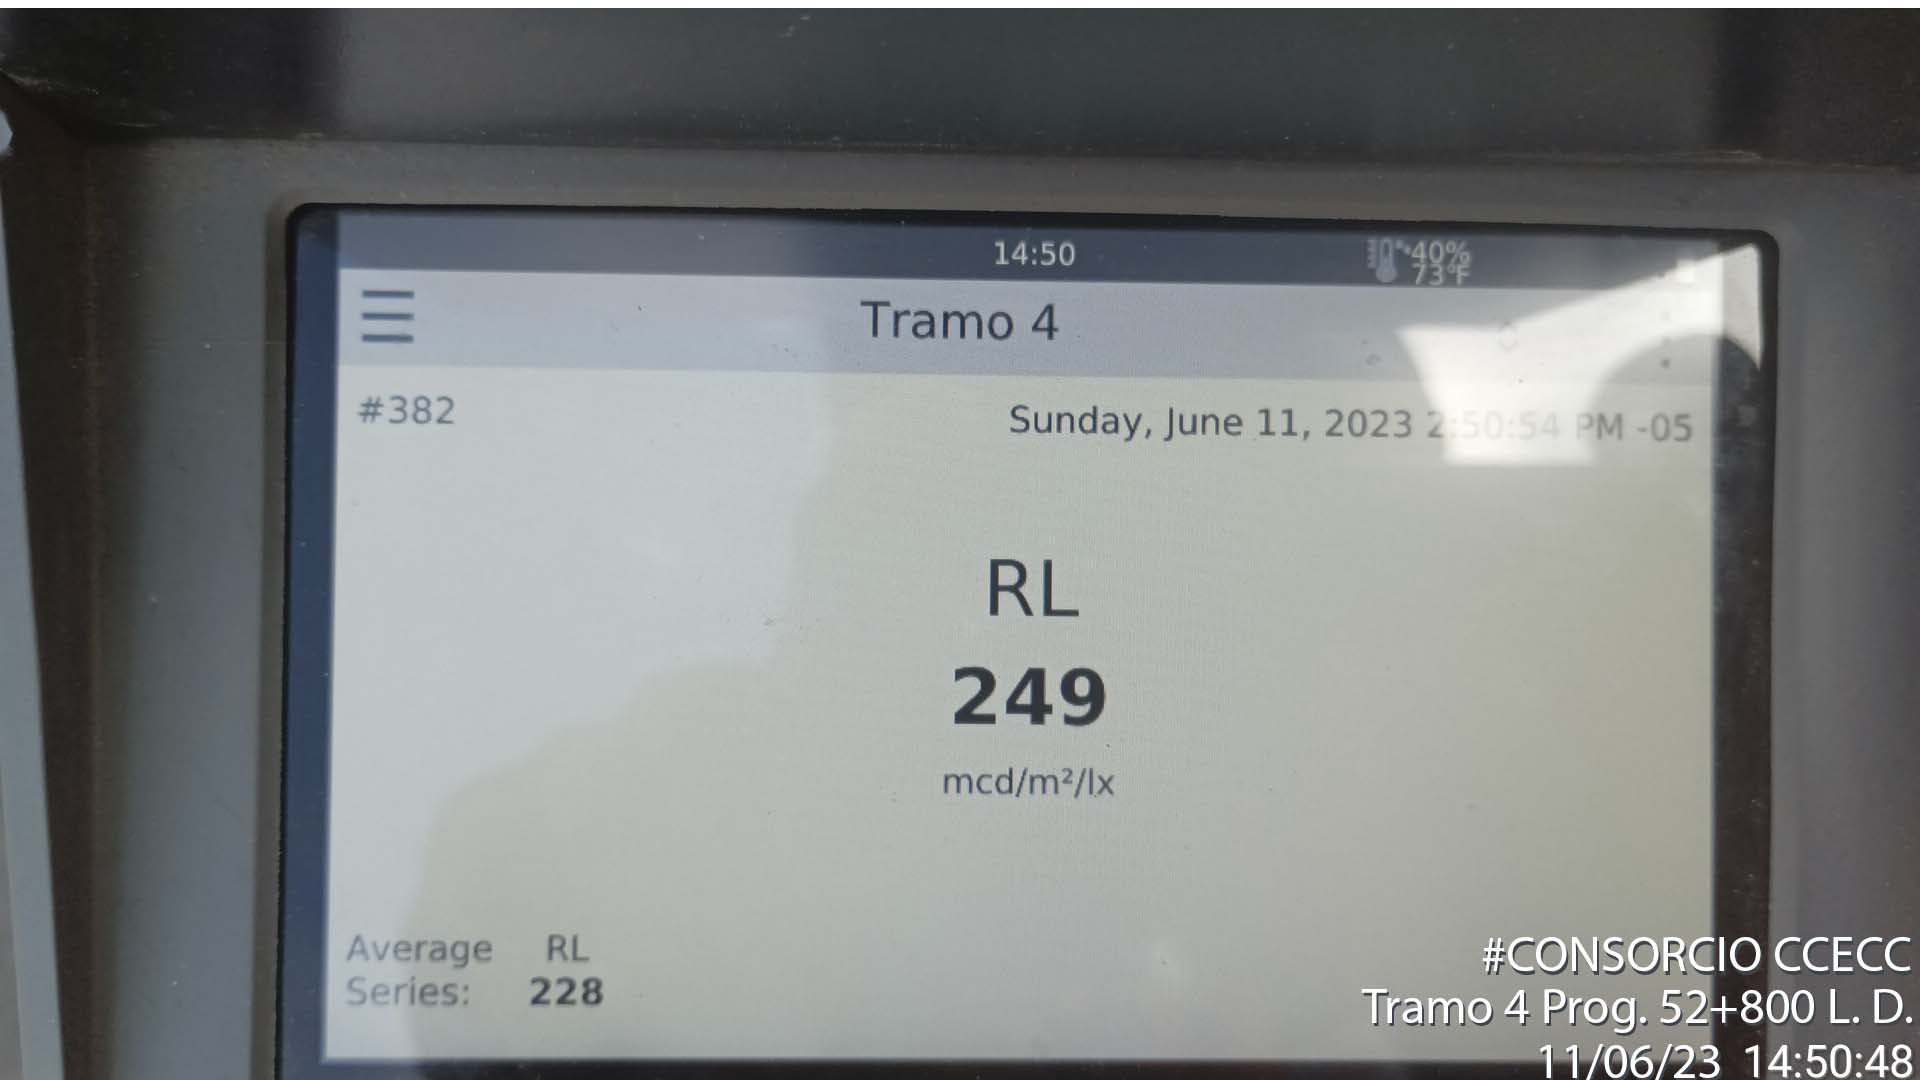 14:50
40%
73°F
Tramo 4
#382
Sunday, June 11, 2023 2:50:54 PM -05
RL
249
mcd/m²/lx
Average RL
Series: 228
#CONSORCIO CCECC
Tramo 4 Prog. 52+800 L. D.
11/06/23 14:50:48